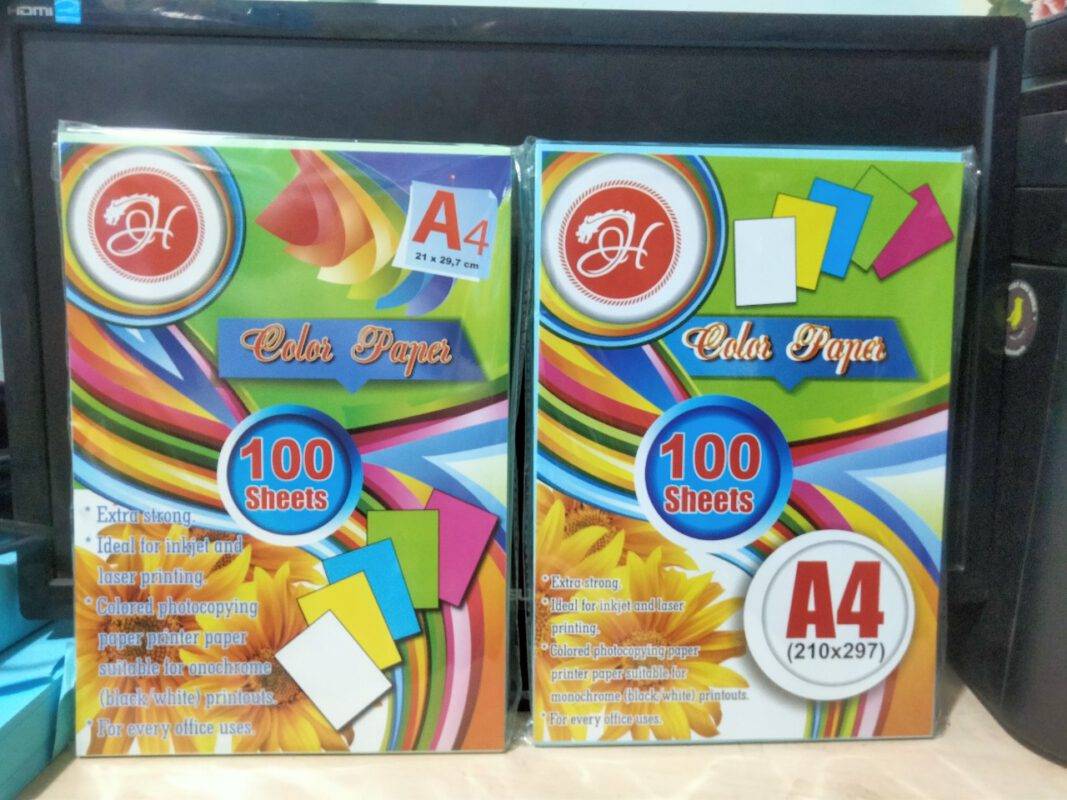 HDMI
H
A4
21 x 29,7 cm
Color Paper
100
Sheets
* Extra strong.
* Ideal for inkjet and
laser printing.
* Colored photocopying
paper printer paper
suitable for onochrome
(black/white) printouts.
* For every office uses.
H
Color Paper
100
Sheets
A4
(210x297)
* Extra strong.
* Ideal for inkjet and laser
printing.
* Colored photocopying paper
printer paper suitable for
monochrome (black/white) printouts.
* For every office uses.